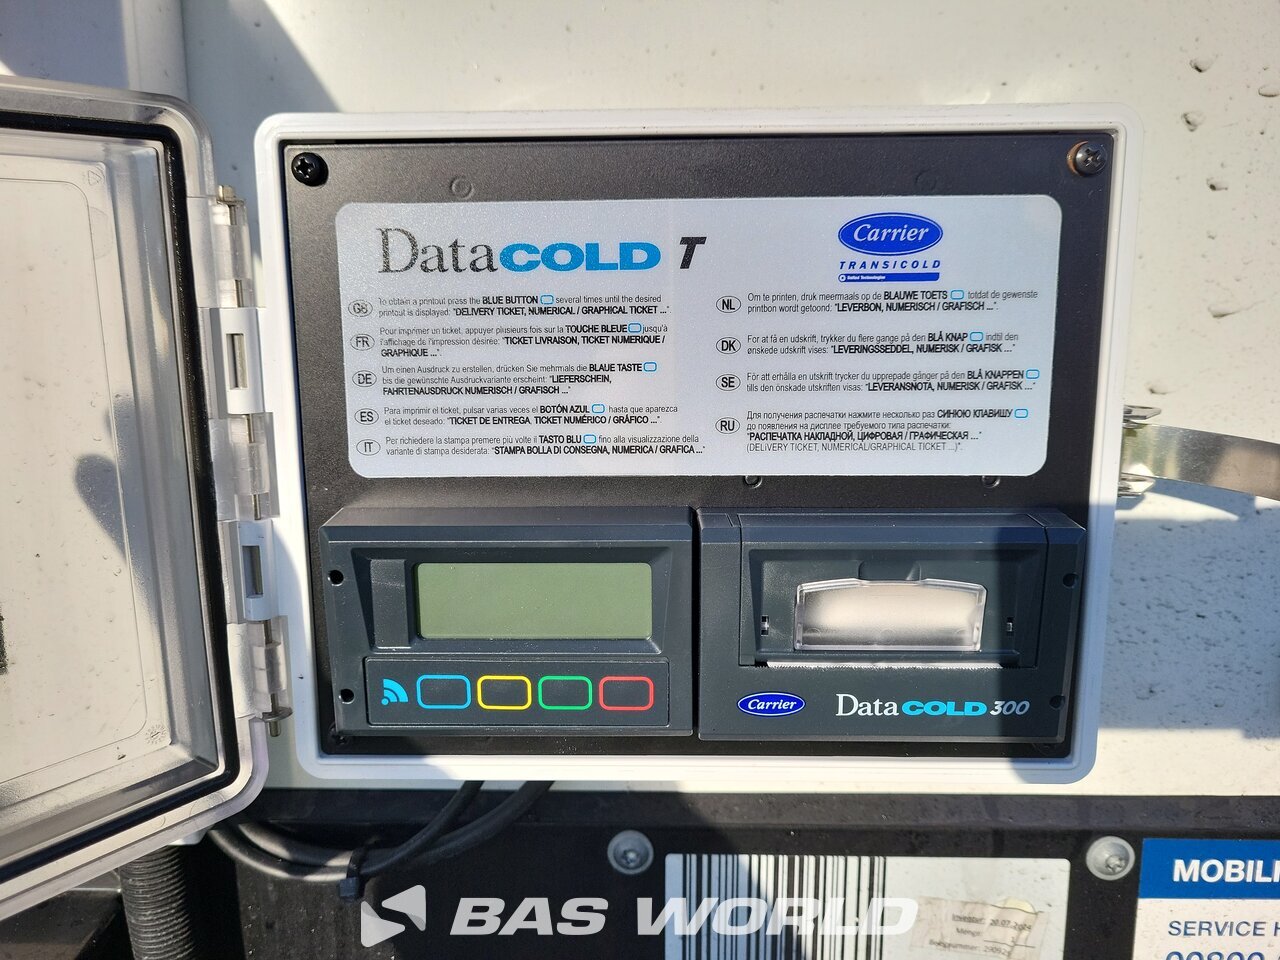 DataCOLD T
Carrier
TRANSICOLD
United Technologies
GB To obtain a printout press the BLUE BUTTON several times until the desired
printout is displayed: "DELIVERY TICKET, NUMERICAL / GRAPHICAL TICKET ..."
FR Pour imprimer un ticket, appuyer plusieurs fois sur la TOUCHE BLEUE jusqu'à
l'affichage de l'impression désirée: "TICKET LIVRAISON, TICKET NUMERIQUE /
GRAPHIQUE ...".
DE Um einen Ausdruck zu erstellen, drücken Sie mehrmals die BLAUE TASTE
bis die gewünschte Ausdruckvariante erscheint: "LIEFERSCHEIN,
FAHRTENAUSDRUCK NUMERISCH / GRAFISCH ...".
ES Para imprimir el ticket, pulsar varias veces el BOTÓN AZUL hasta que aparezca
el ticket deseado: "TICKET DE ENTREGA, TICKET NUMÉRICO / GRÁFICO ..."
IT Per richiedere la stampa premere più volte il TASTO BLU fino alla visualizzazione della
variante di stampa desiderata: "STAMPA BOLLA DI CONSEGNA, NUMERICA / GRAFICA ..."
NL Om te printen, druk meermaals op de BLAUWE TOETS totdat de gewenste
printbon wordt getoond: "LEVERBON, NUMERISCH / GRAFISCH ...".
DK For at få en udskrift, trykker du flere gange på den BLÅ KNAP indtil den
ønskede udskrift vises: "LEVERINGSSEDDEL, NUMERISK / GRAFISK ..."
SE För att erhålla en utskrift trycker du upprepade gånger på den BLÅ KNAPPEN
tills den önskade utskriften visas: "LEVERANSNOTA, NUMERISK / GRAFISK ..."
RU Для получения распечатки нажмите несколько раз СИНЮЮ КЛАВИШУ
до появления на дисплее требуемого типа распечатки:
"РАСПЕЧАТКА НАКЛАДНОЙ, ЦИФРОВАЯ / ГРАФИЧЕСКАЯ ..."
(DELIVERY TICKET, NUMERICAL/GRAPHICAL TICKET ...)".
Carrier
DataCOLD 300
BAS WORLD
20.07.2024
MOBILI
SERVICE H
00800